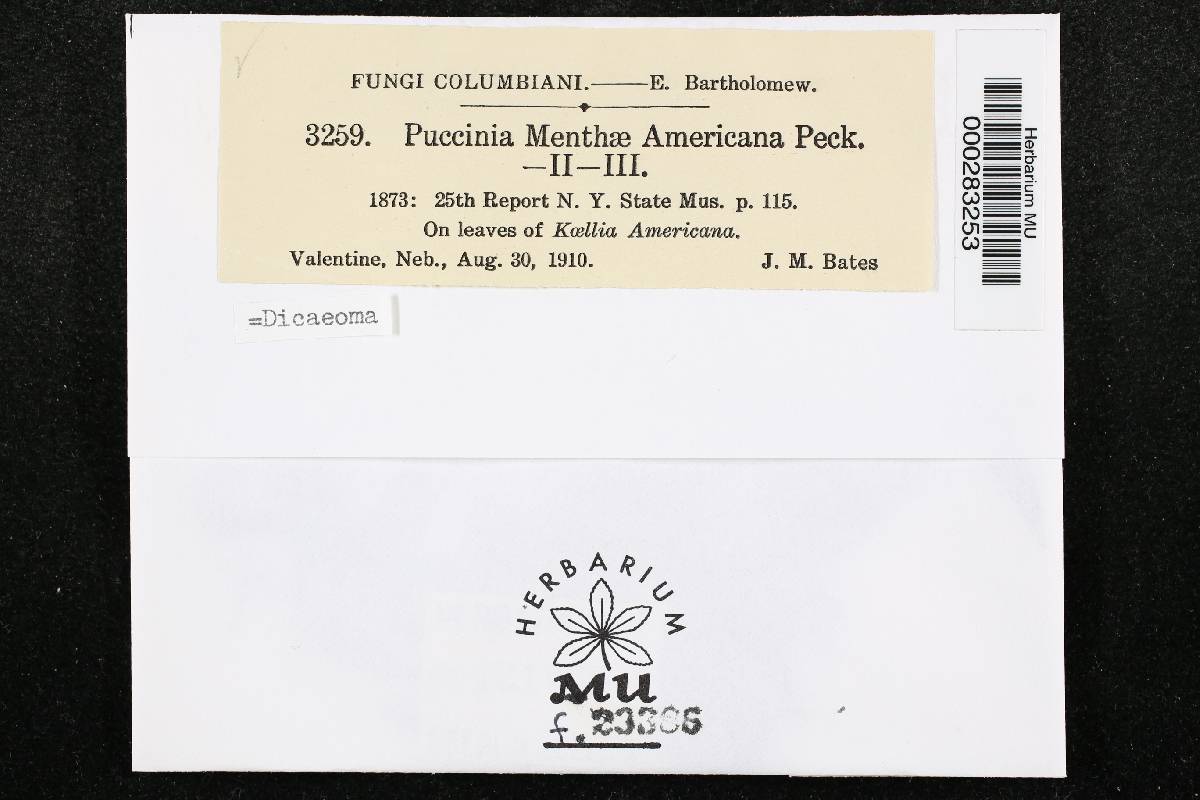 FUNGI COLUMBIANI.——E. Bartholomew.
3259. Puccinia Menthæ Americana Peck.
—II—III.
1873: 25th Report N. Y. State Mus. p. 115.
On leaves of Kœllia Americana.
Valentine, Neb., Aug. 30, 1910. J. M. Bates
=Dicaeoma
Herbarium MU
000283253
HERBARIUM
MU
f.